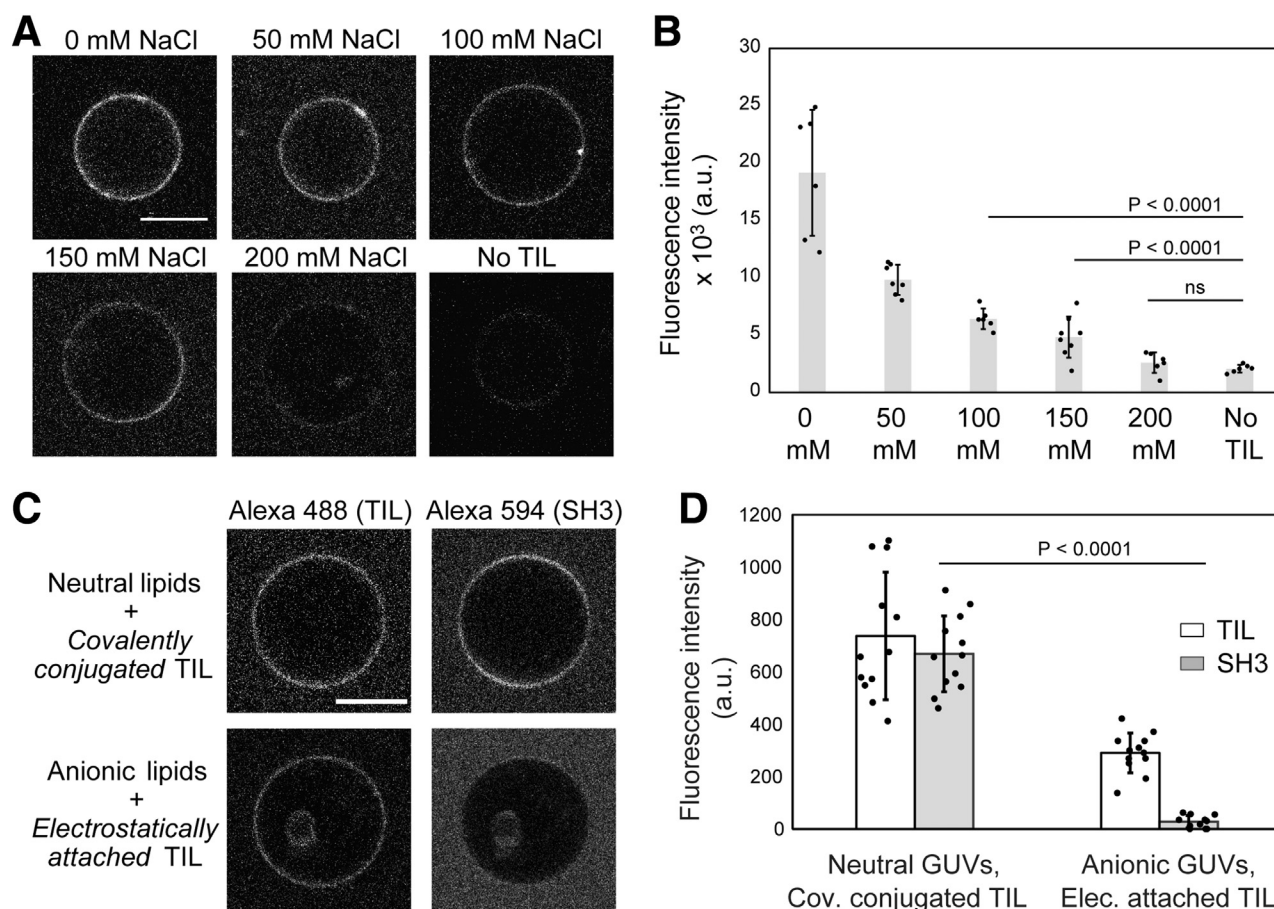 A
0 mM NaCl
50 mM NaCl
100 mM NaCl
150 mM NaCl
200 mM NaCl
No TIL
B
Fluorescence intensity
x 10³ (a.u.)
30
25
20
15
10
5
0
P < 0.0001
P < 0.0001
ns
0
mM
50
mM
100
mM
150
mM
200
mM
No
TIL
C
Alexa 488 (TIL)
Alexa 594 (SH3)
Neutral lipids
+
Covalently
conjugated TIL
Anionic lipids
+
Electrostatically
attached TIL
D
Fluorescence intensity
(a.u.)
1200
1000
800
600
400
200
0
P < 0.0001
TIL
SH3
Neutral GUVs,
Cov. conjugated TIL
Anionic GUVs,
Elec. attached TIL